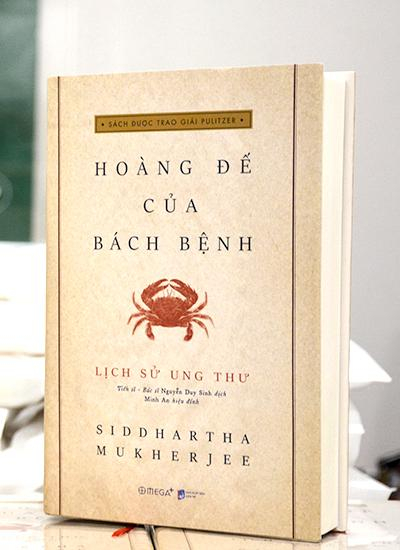 • SÁCH ĐƯỢC TRAO GIẢI PULITZER •
HOÀNG ĐẾ
CỦA
BÁCH BỆNH
LỊCH SỬ UNG THƯ
Tiến sĩ - Bác sĩ Nguyễn Duy Sinh dịch
Minh An hiệu đính
SIDDHARTHA
MUKHERJEE
OMEGA+